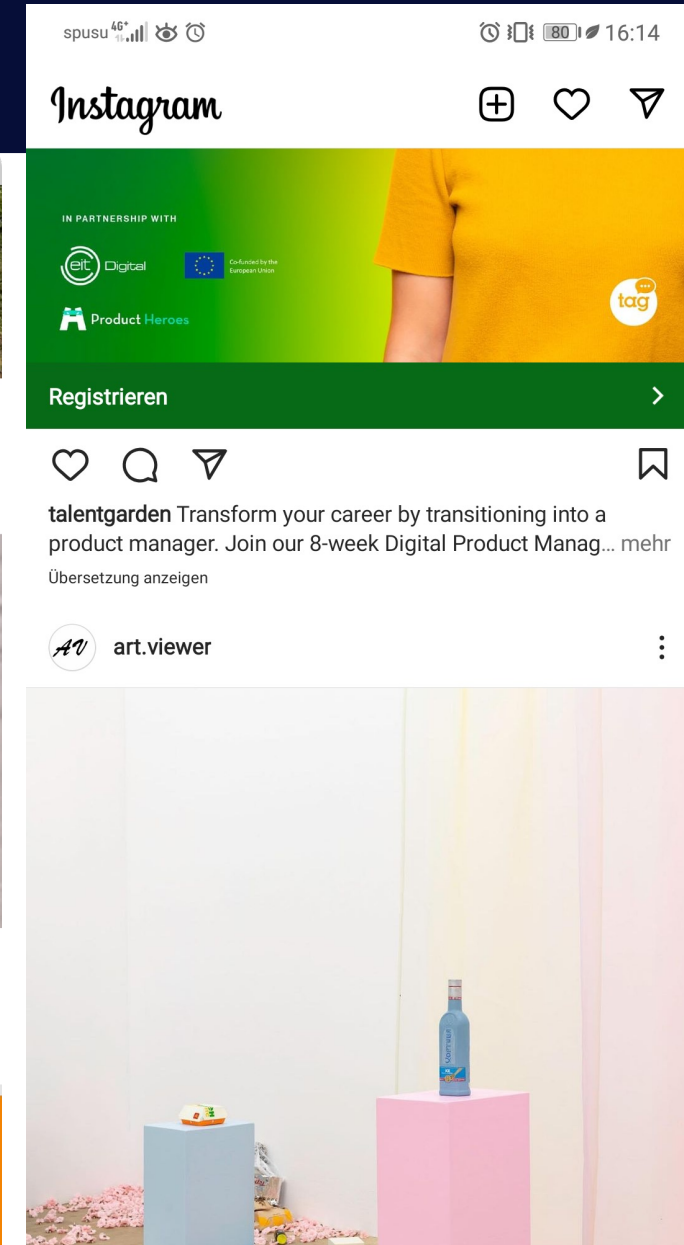 spusu 4G+
80 16:14
Instagram
IN PARTNERSHIP WITH
eit Digital
Co-funded by the
European Union
Product Heroes
tag
Registrieren
talentgarden Transform your career by transitioning into a
product manager. Join our 8-week Digital Product Manag... mehr
Übersetzung anzeigen
AV art.viewer